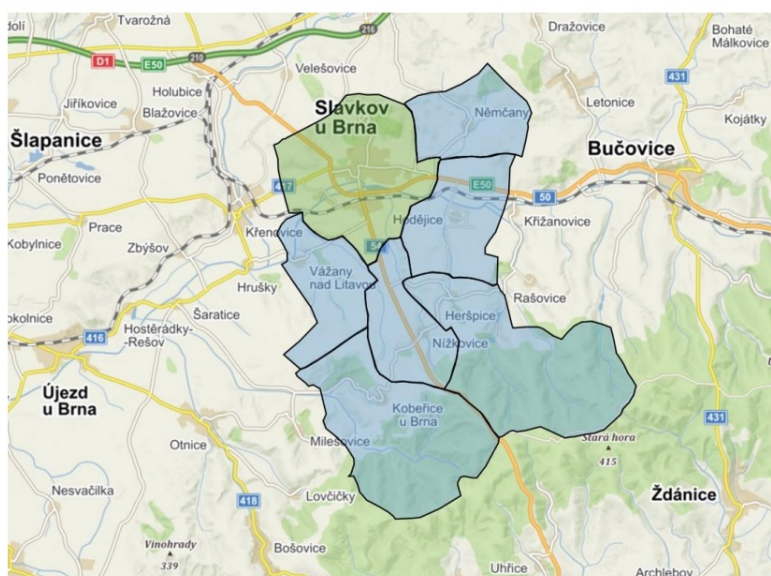 dolí
Tvarožná
D1
E50
210
216
Velešovice
Holubice
Jiříkovice
Blažovice
Šlapanice
Ponětovice
Slavkov
u Brna
Němčany
Dražovice
Bohaté
Málkovice
431
Letonice
Kojátky
Bučovice
E50
50
Křižanovice
Prace
Kobylnice
Zbýšov
Křenovice
Hodějice
Hrušky
Vážany
nad Litavou
Šaratice
Hostěrádky-
-Rešov
416
Heršpice
Nížkovice
Rašovice
Újezd
u Brna
Kobeřice
u Brna
Milešovice
Otnice
Stará hora
415
431
Nesvačilka
418
Lovčičky
Ždánice
Vinohrady
339
Bošovice
Uhřice
Archlebov